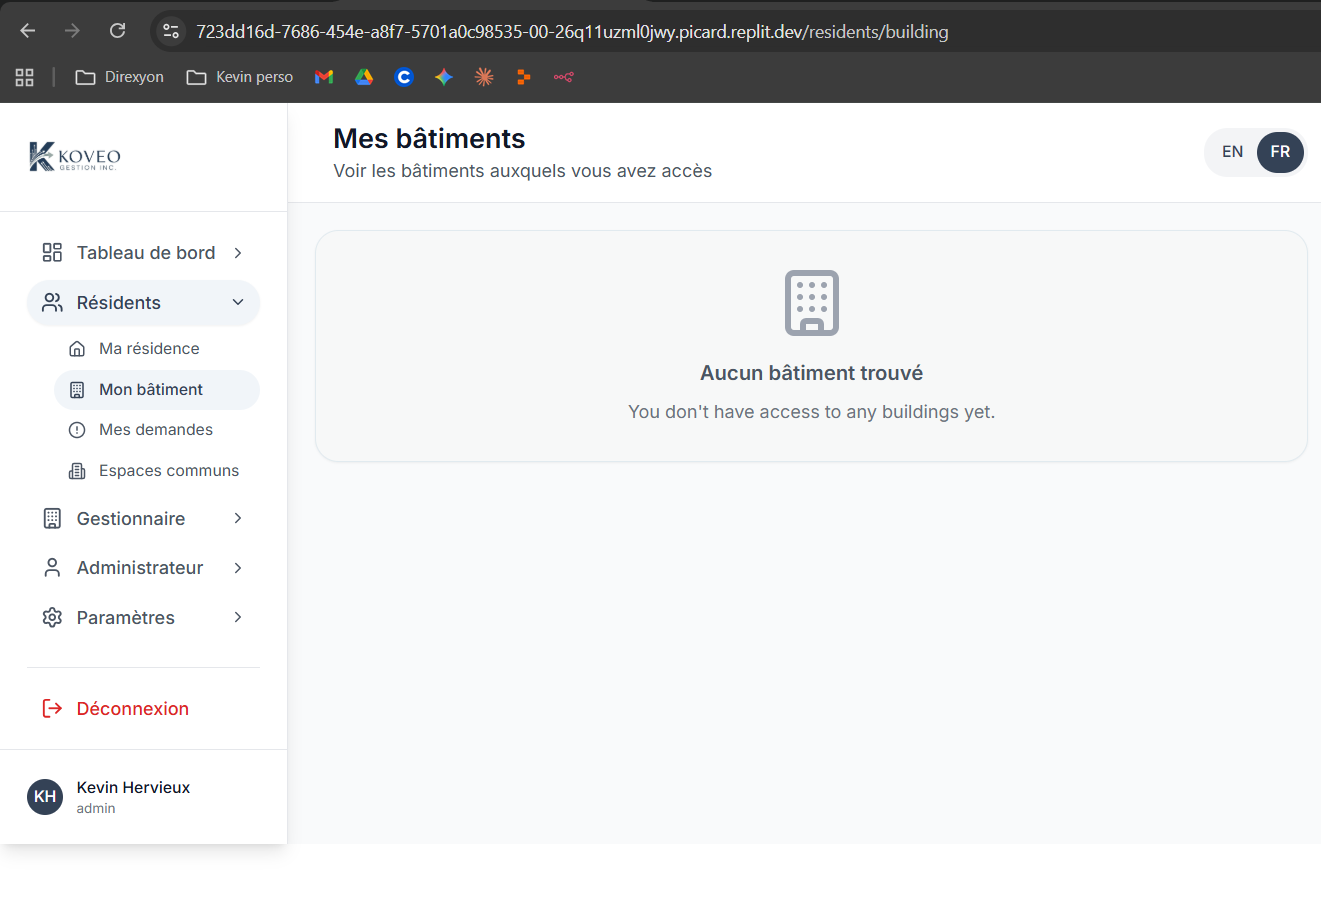 723dd16d-7686-454e-a8f7-5701a0c98535-00-26q11uzml0jwy.picard.replit.dev/residents/building
Direxyon
Kevin perso
KOVEO
GESTION INC.
Mes bâtiments
Voir les bâtiments auxquels vous avez accès
EN
FR
Tableau de bord
Résidents
Ma résidence
Mon bâtiment
Mes demandes
Espaces communs
Gestionnaire
Administrateur
Paramètres
Déconnexion
KH
Kevin Hervieux
admin
Aucun bâtiment trouvé
You don't have access to any buildings yet.